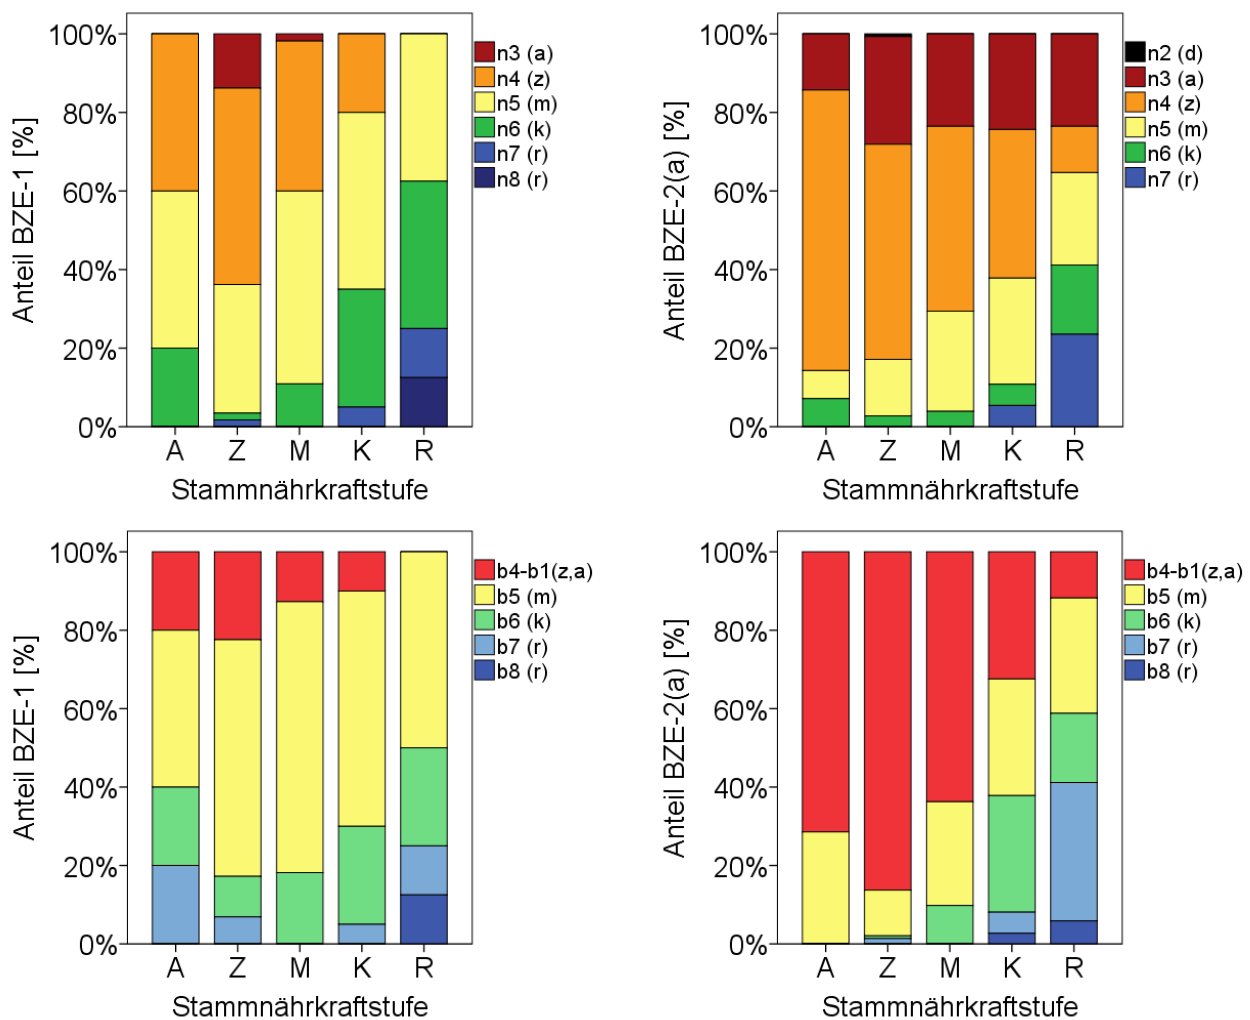 Anteil BZE-1 [%]
100%
80%
60%
40%
20%
0%
A Z M K R
Stammnährkraftstufe
n3 (a)
n4 (z)
n5 (m)
n6 (k)
n7 (r)
n8 (r)
Anteil BZE-2(a) [%]
100%
80%
60%
40%
20%
0%
A Z M K R
Stammnährkraftstufe
n2 (d)
n3 (a)
n4 (z)
n5 (m)
n6 (k)
n7 (r)
Anteil BZE-1 [%]
100%
80%
60%
40%
20%
0%
A Z M K R
Stammnährkraftstufe
b4-b1(z,a)
b5 (m)
b6 (k)
b7 (r)
b8 (r)
Anteil BZE-2(a) [%]
100%
80%
60%
40%
20%
0%
A Z M K R
Stammnährkraftstufe
b4-b1(z,a)
b5 (m)
b6 (k)
b7 (r)
b8 (r)